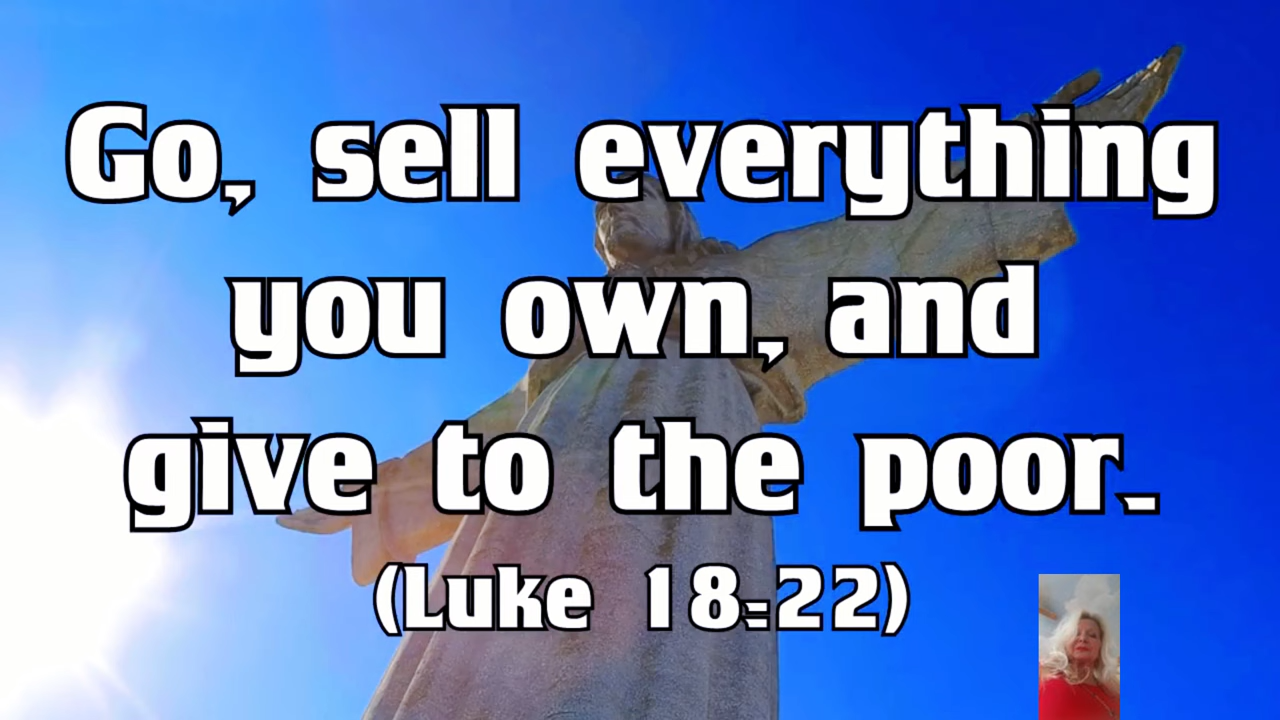 Go, sell everything
you own, and
give to the poor.
(Luke 18:22)